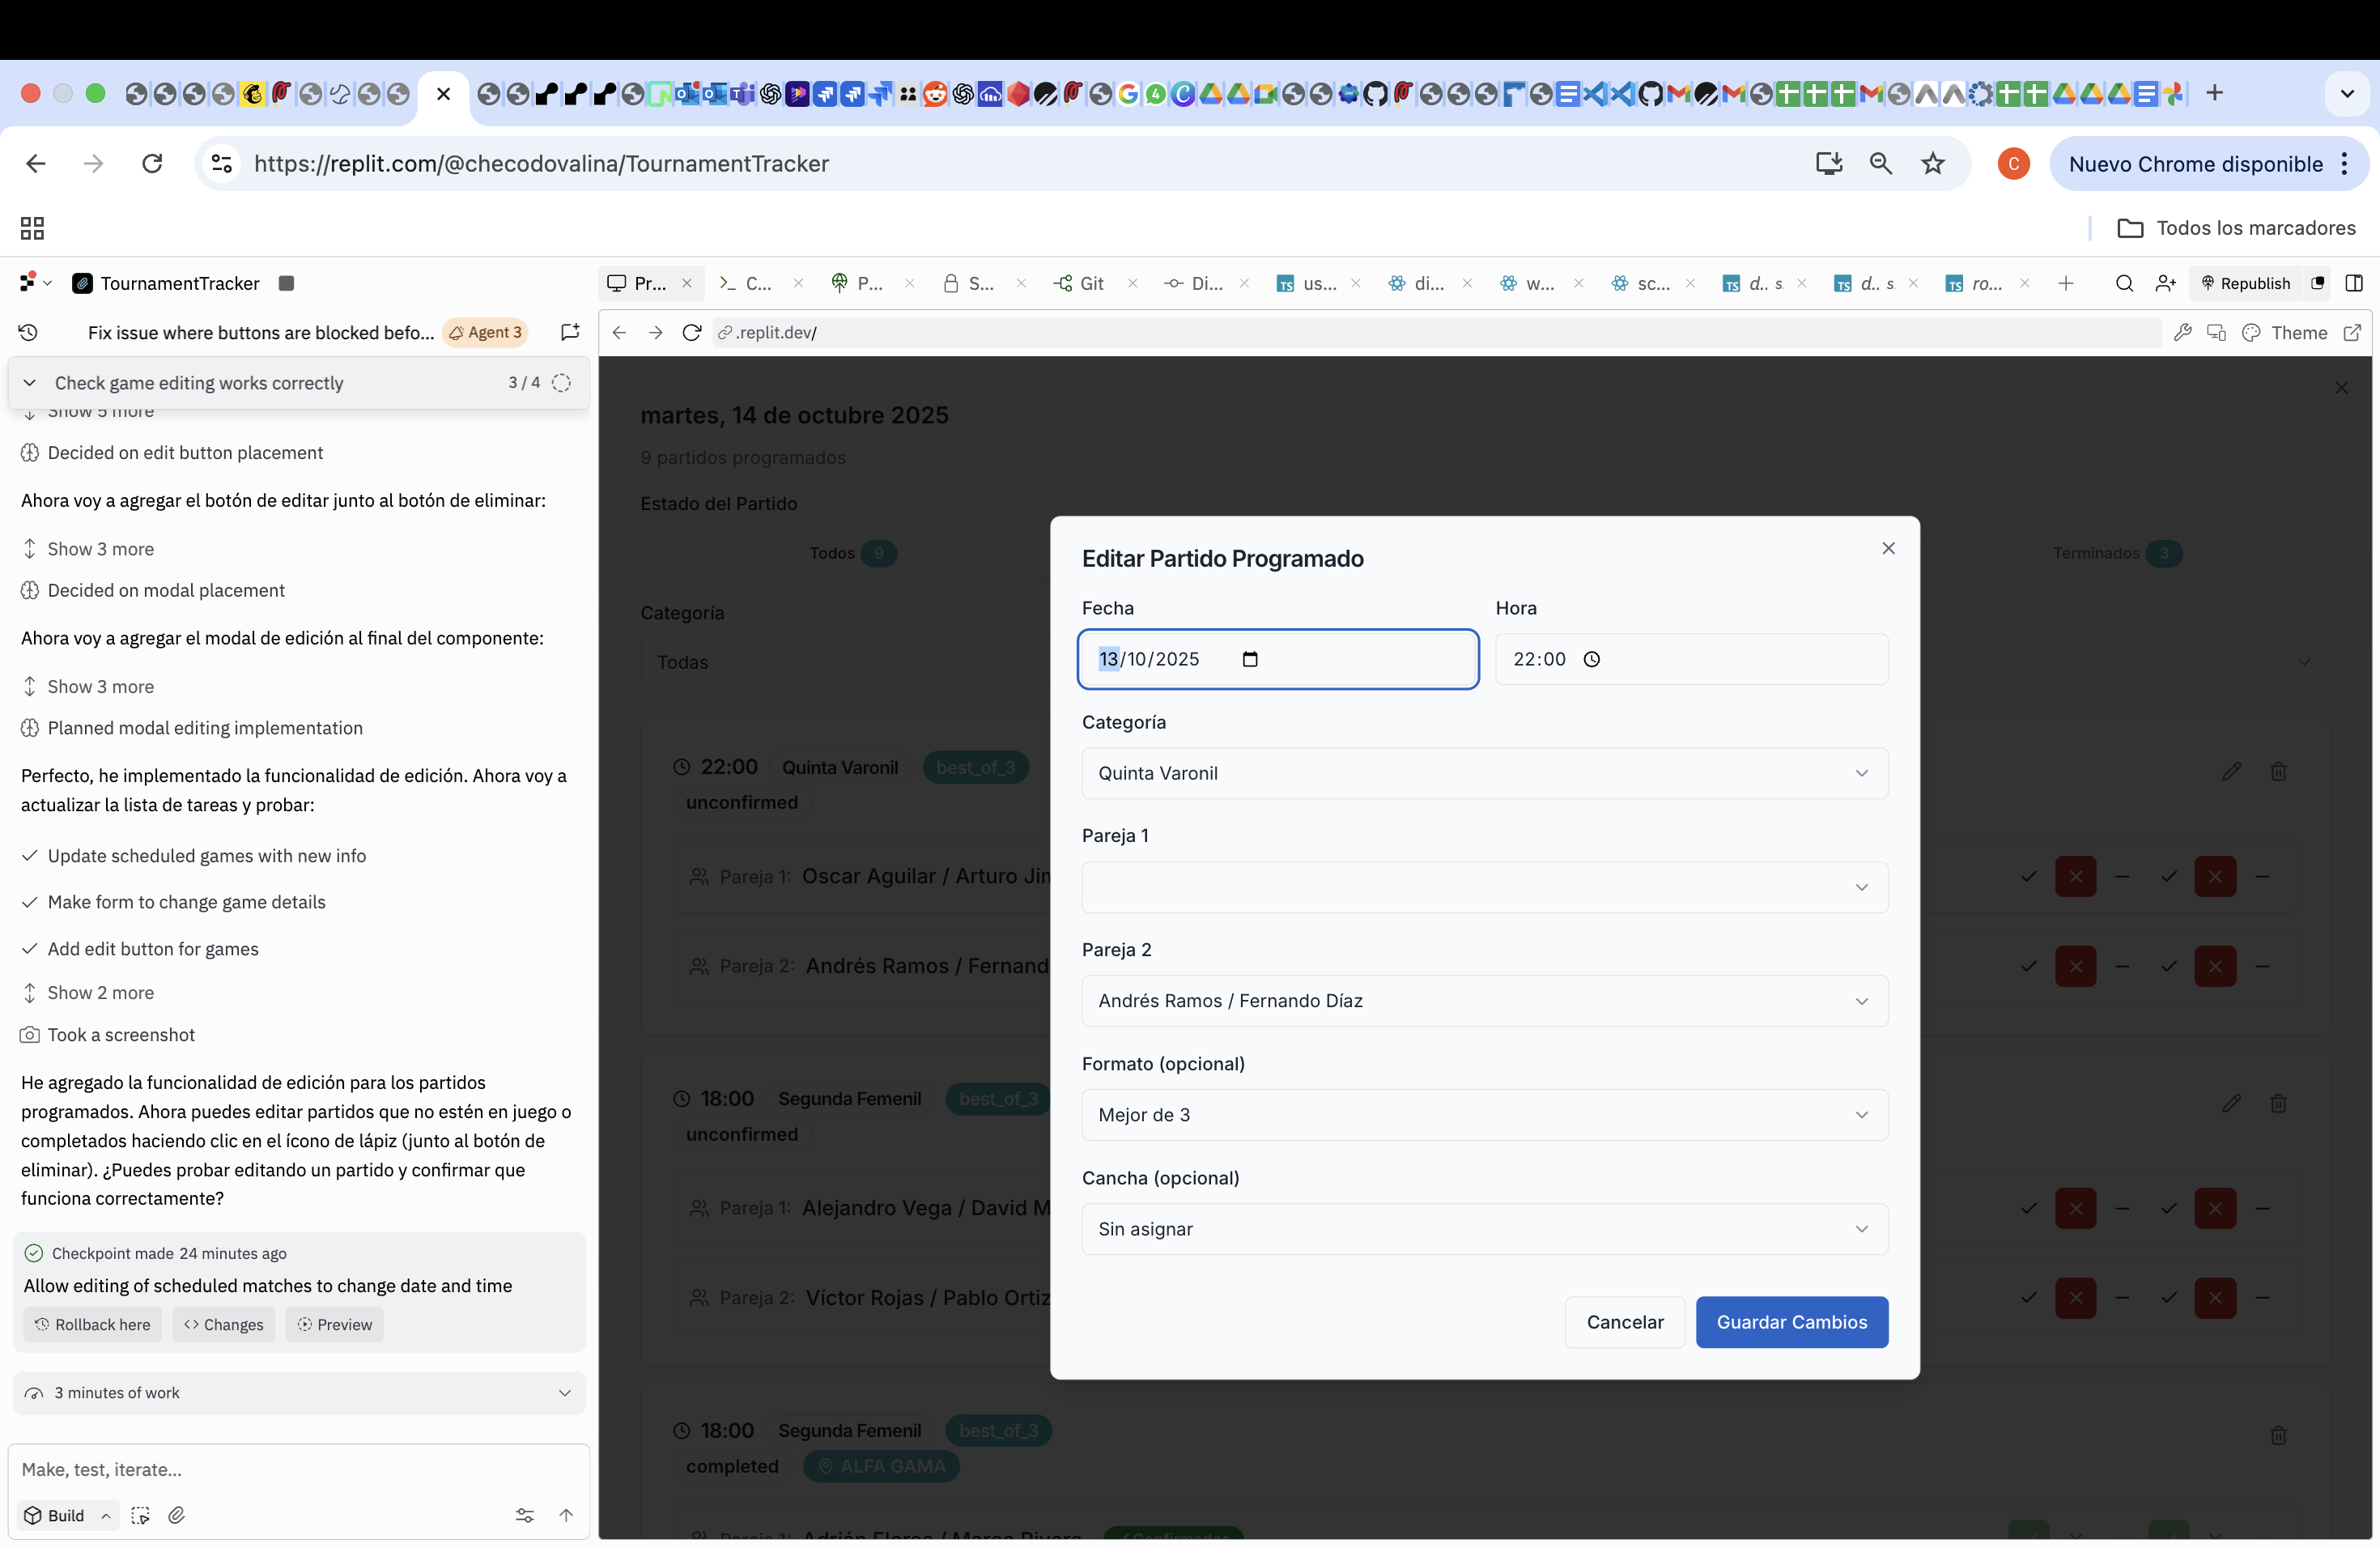 https://replit.com/@checodovalina/TournamentTracker
C
Nuevo Chrome disponible
Todos los marcadores
TournamentTracker
Pr...
C...
P...
S...
Git
Di...
TS us...
di...
w...
sc...
TS d.. s.
TS d.. s.
TS ro...
Republish
Fix issue where buttons are blocked befo...
Agent 3
.replit.dev/
Theme
Check game editing works correctly
3 / 4
Show 5 more
Decided on edit button placement
Ahora voy a agregar el botón de editar junto al botón de eliminar:
Show 3 more
Decided on modal placement
Ahora voy a agregar el modal de edición al final del componente:
Show 3 more
Planned modal editing implementation
Perfecto, he implementado la funcionalidad de edición. Ahora voy a
actualizar la lista de tareas y probar:
Update scheduled games with new info
Make form to change game details
Add edit button for games
Show 2 more
Took a screenshot
He agregado la funcionalidad de edición para los partidos
programados. Ahora puedes editar partidos que no estén en juego o
completados haciendo clic en el ícono de lápiz (junto al botón de
eliminar). ¿Puedes probar editando un partido y confirmar que
funciona correctamente?
Checkpoint made 24 minutes ago
Allow editing of scheduled matches to change date and time
Rollback here
Changes
Preview
3 minutes of work
Make, test, iterate...
Build
martes, 14 de octubre 2025
9 partidos programados
Estado del Partido
Todos 9
Terminados 3
Categoría
Todas
22:00 Quinta Varonil best_of_3
unconfirmed
Pareja 1: Oscar Aguilar / Arturo Jim
Pareja 2: Andrés Ramos / Fernand
18:00 Segunda Femenil best_of_3
unconfirmed
Pareja 1: Alejandro Vega / David M
Pareja 2: Víctor Rojas / Pablo Ortiz
18:00 Segunda Femenil best_of_3
completed ALFA GAMA
Pareja 1: Adrián Flores / Marco Rivera Confirmados
Editar Partido Programado
Fecha
Hora
13/10/2025
22:00
Categoría
Quinta Varonil
Pareja 1
Pareja 2
Andrés Ramos / Fernando Díaz
Formato (opcional)
Mejor de 3
Cancha (opcional)
Sin asignar
Cancelar
Guardar Cambios